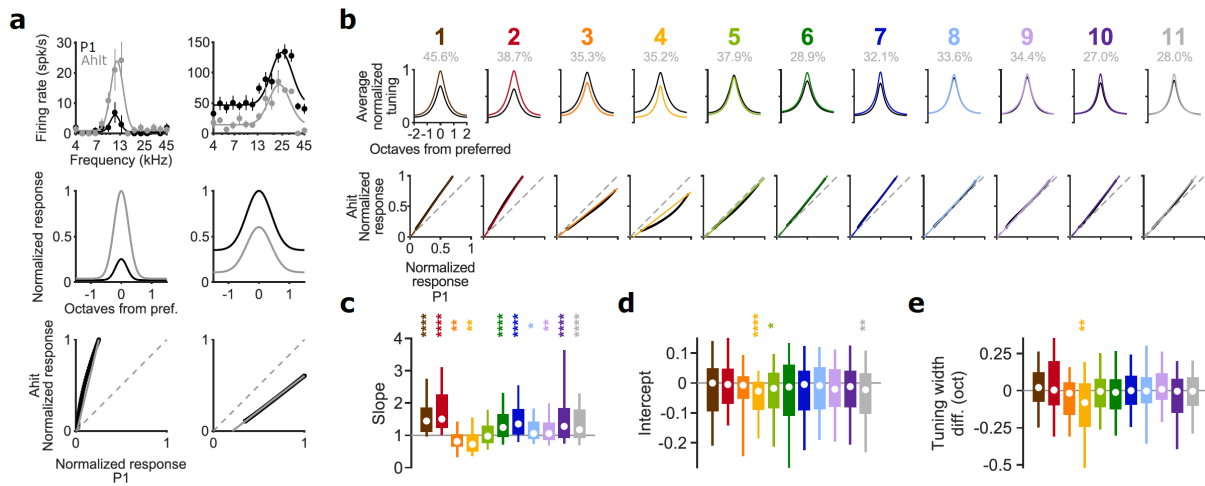 a
P1
Ahit
Firing rate (spk/s)
30
20
10
0
4 7 13 25 45
Frequency (kHz)
150
100
50
0
4 7 13 25 45
Normalized response
1
0.5
0
-1 0 1
Octaves from pref.
1
0.5
0
-1 0 1
Ahit
Normalized response
1
0
0 1
Normalized response
P1
1
0
0 1
b
1 2 3 4 5 6 7 8 9 10 11
45.6% 38.7% 35.3% 35.2% 37.9% 28.9% 32.1% 33.6% 34.4% 27.0% 28.0%
Average
normalized
tuning
1
0
-2 -1 0 1 2
Octaves from preferred
Ahit
Normalized
response
1
0.5
0
0 0.5 1
Normalized
response
P1
c
**** **** ** ** **** **** * ** **** ****
Slope
4
3
2
1
0
d
**** * **
Intercept
0.1
0
-0.1
-0.2
e
**
Tuning width
diff. (oct)
0.25
0
-0.25
-0.5